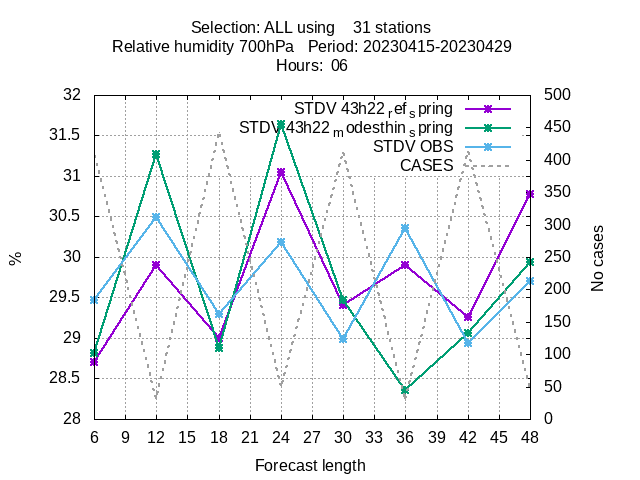 Selection: ALL using 31 stations
Relative humidity 700hPa Period: 20230415-20230429
Hours: 06
32 500
STDV 43h22_ref_spring
STDV 43h22_modesthin_spring
STDV OBS
CASES
31.5 450
31 400
30.5 350
30 300
29.5 250
29 200
28.5 150
28 100
50
0
%
No cases
6 9 12 15 18 21 24 27 30 33 36 39 42 45 48
Forecast length